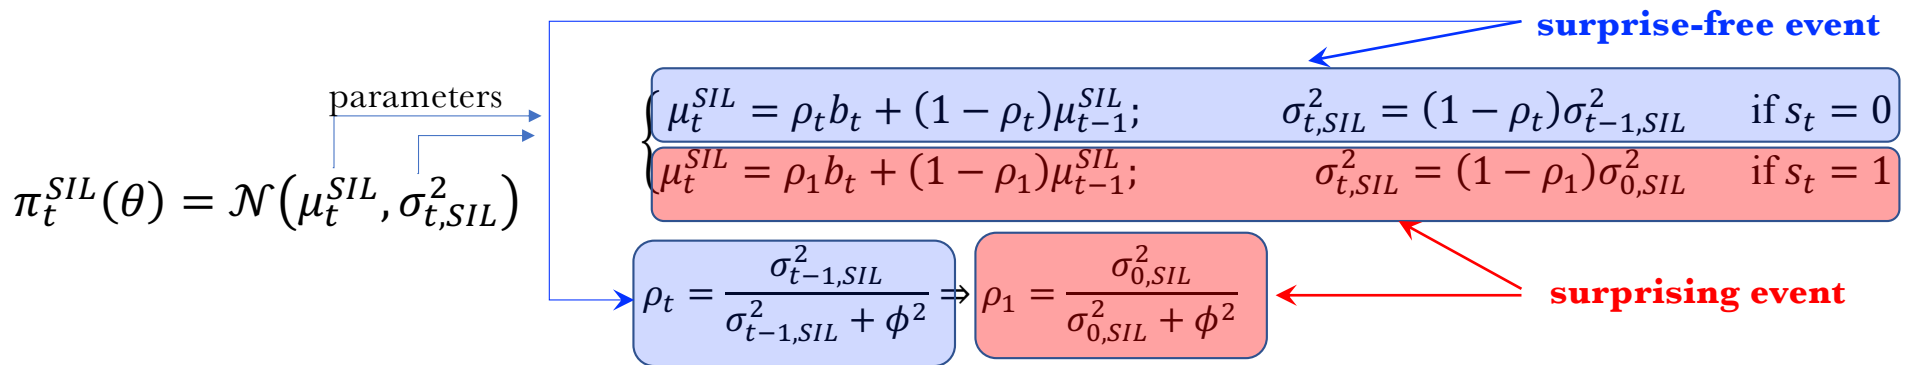 surprise-free event
parameters
μ_t^{SIL} = ρ_t b_t + (1 − ρ_t)μ_{t−1}^{SIL};   σ_{t,SIL}^2 = (1 − ρ_t)σ_{t−1,SIL}^2   if s_t = 0
μ_t^{SIL} = ρ_1 b_t + (1 − ρ_1)μ_{t−1}^{SIL};   σ_{t,SIL}^2 = (1 − ρ_1)σ_{0,SIL}^2   if s_t = 1
π_t^{SIL}(θ) = 𝒩(μ_t^{SIL}, σ_{t,SIL}^2)
ρ_t = σ_{t−1,SIL}^2 / (σ_{t−1,SIL}^2 + ϕ^2) ⇒ ρ_1 = σ_{0,SIL}^2 / (σ_{0,SIL}^2 + ϕ^2)
surprising event